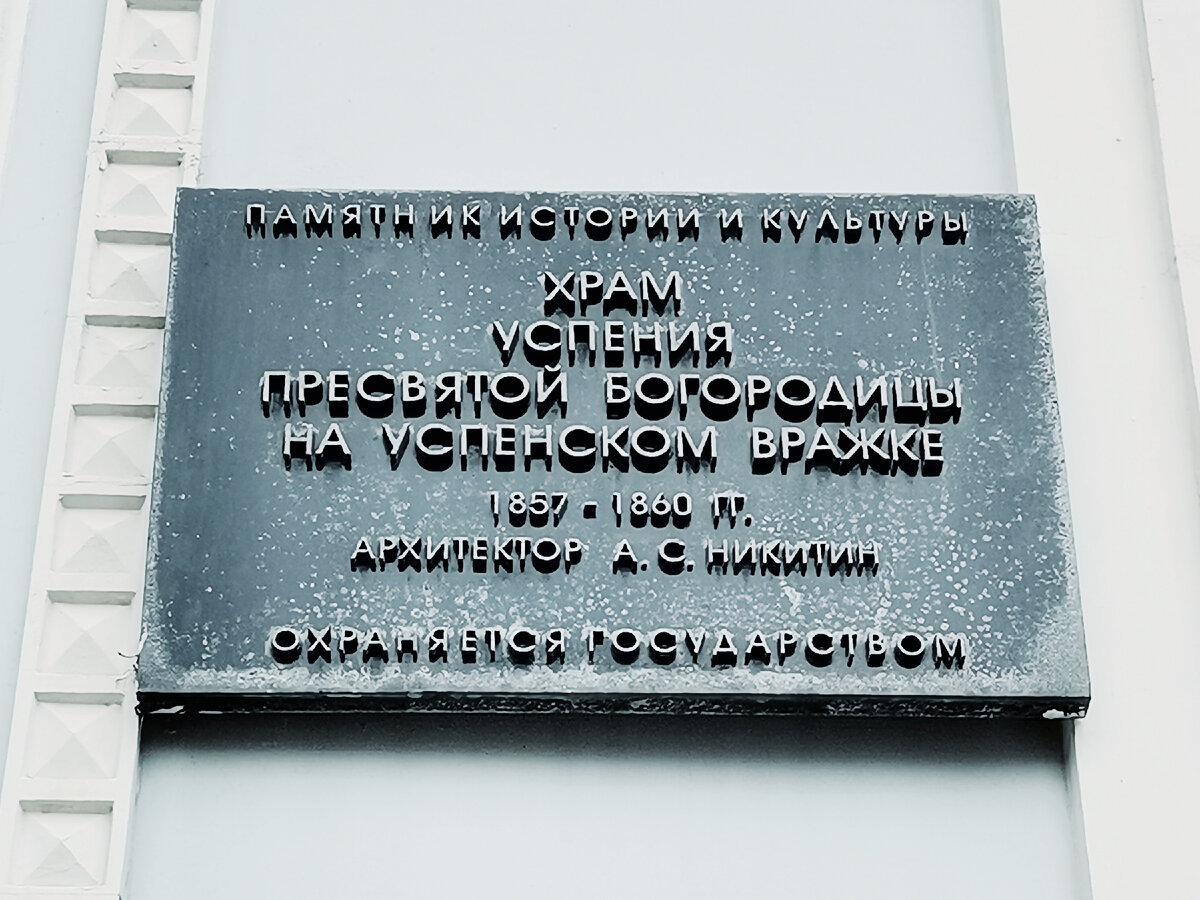 ПАМЯТНИК ИСТОРИИ И КУЛЬТУРЫ
ХРАМ
УСПЕНИЯ
ПРЕСВЯТОЙ БОГОРОДИЦЫ
НА УСПЕНСКОМ ВРАЖКЕ
1857 - 1860 ГГ.
АРХИТЕКТОР А. С. НИКИТИН
ОХРАНЯЕТСЯ ГОСУДАРСТВОМ